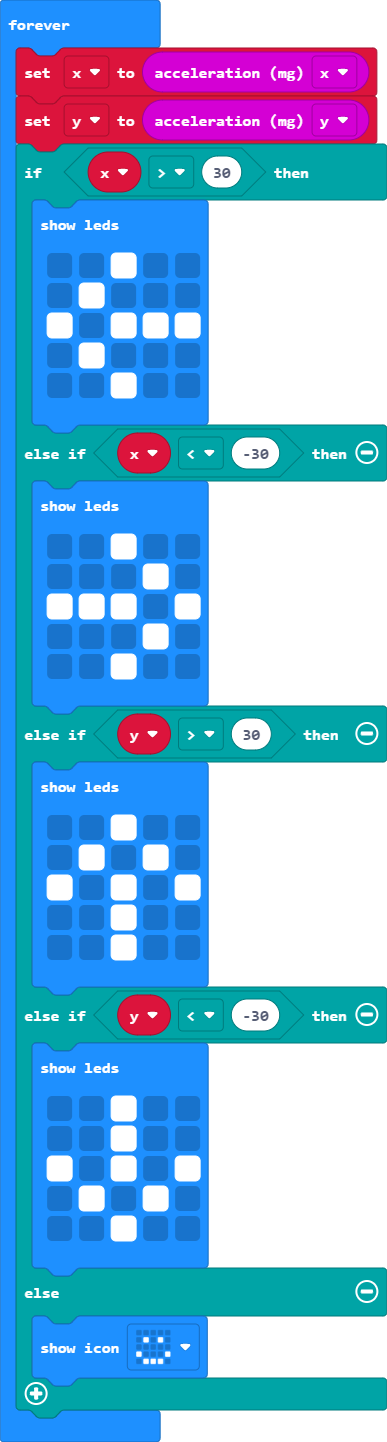 forever
set x to acceleration (mg) x
set y to acceleration (mg) y
if x > 30 then
show leds
else if x < -30 then
show leds
else if y > 30 then
show leds
else if y < -30 then
show leds
else
show icon